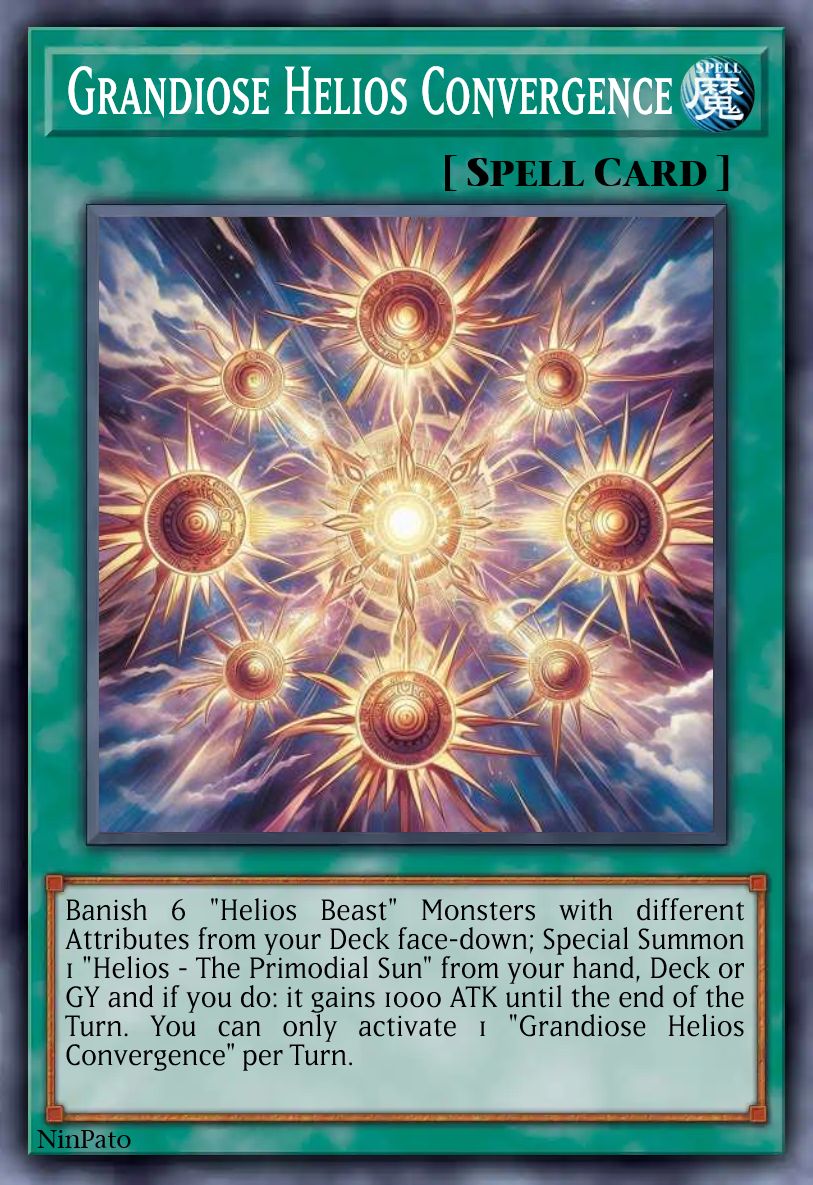 Grandiose Helios Convergence
SPELL
魔
[ Spell Card ]
Banish 6 "Helios Beast" Monsters with different
Attributes from your Deck face-down; Special Summon
1 "Helios - The Primodial Sun" from your hand, Deck or
GY and if you do: it gains 1000 ATK until the end of the
Turn. You can only activate 1 "Grandiose Helios
Convergence" per Turn.
NinPato